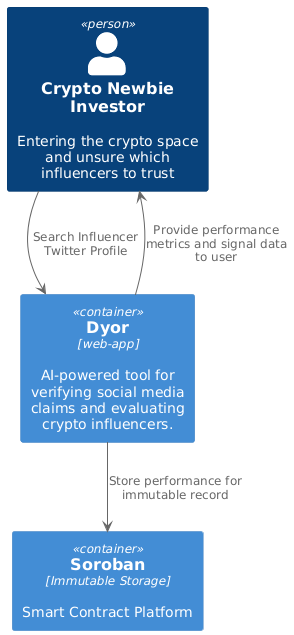 «person»
Crypto Newbie
Investor
Entering the crypto space
and unsure which
influencers to trust
Search Influencer
Twitter Profile
Provide performance
metrics and signal data
to user
«container»
Dyor
[web-app]
AI-powered tool for
verifying social media
claims and evaluating
crypto influencers.
Store performance for
immutable record
«container»
Soroban
[Immutable Storage]
Smart Contract Platform